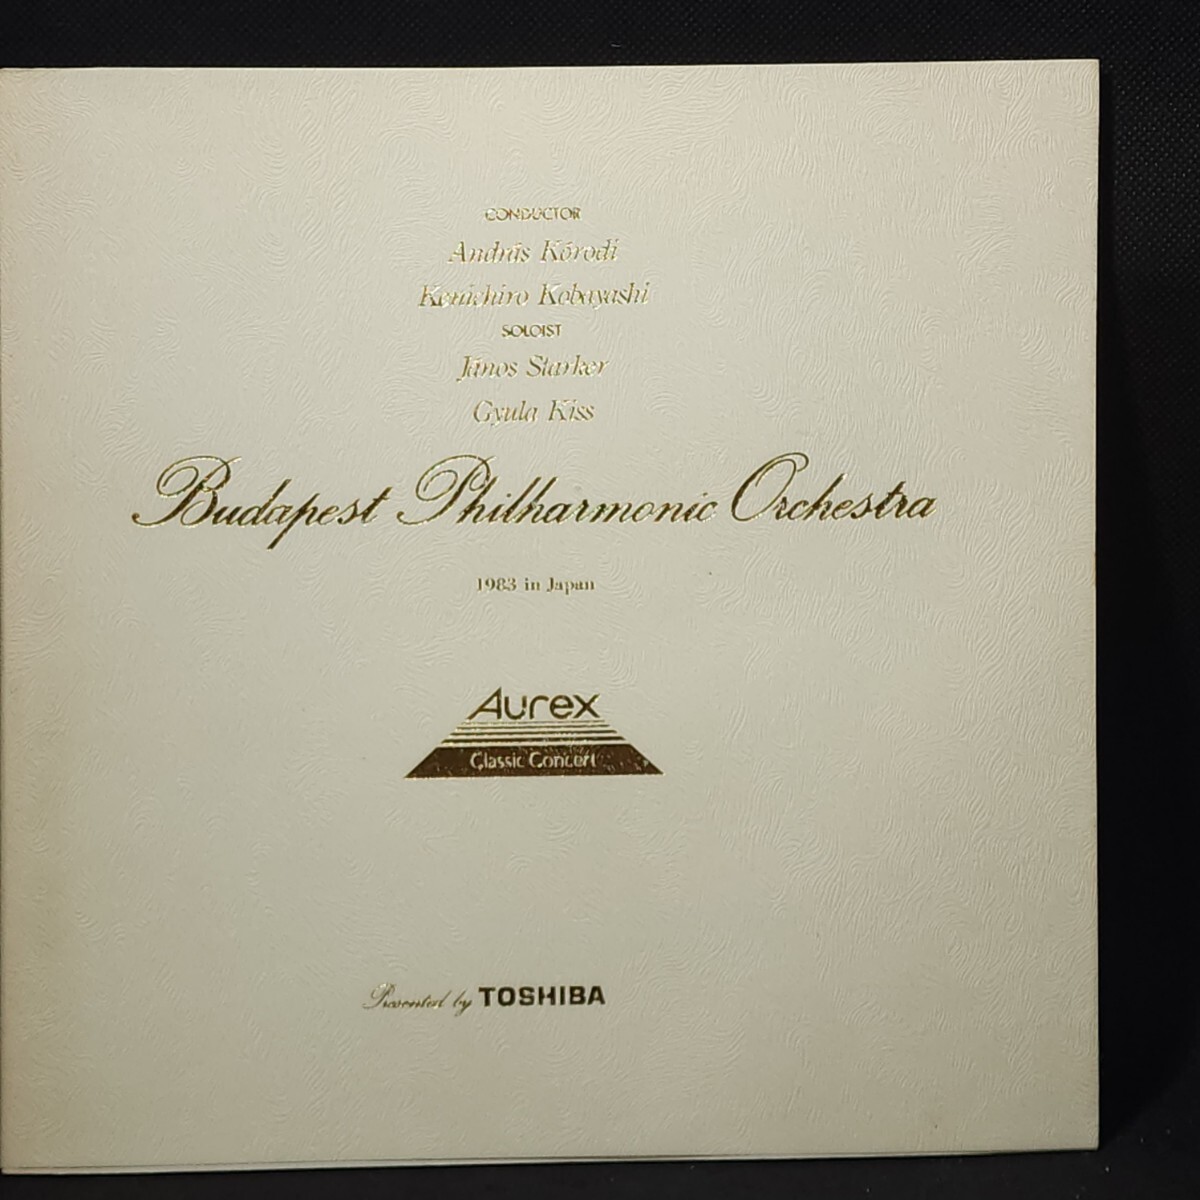 CONDUCTOR
András Kórodi
Kenichiro Kobayashi
SOLOIST
János Starker
Gyula Kiss
Budapest Philharmonic Orchestra
1983 in Japan
Aurex
Classic Concert
Presented by TOSHIBA